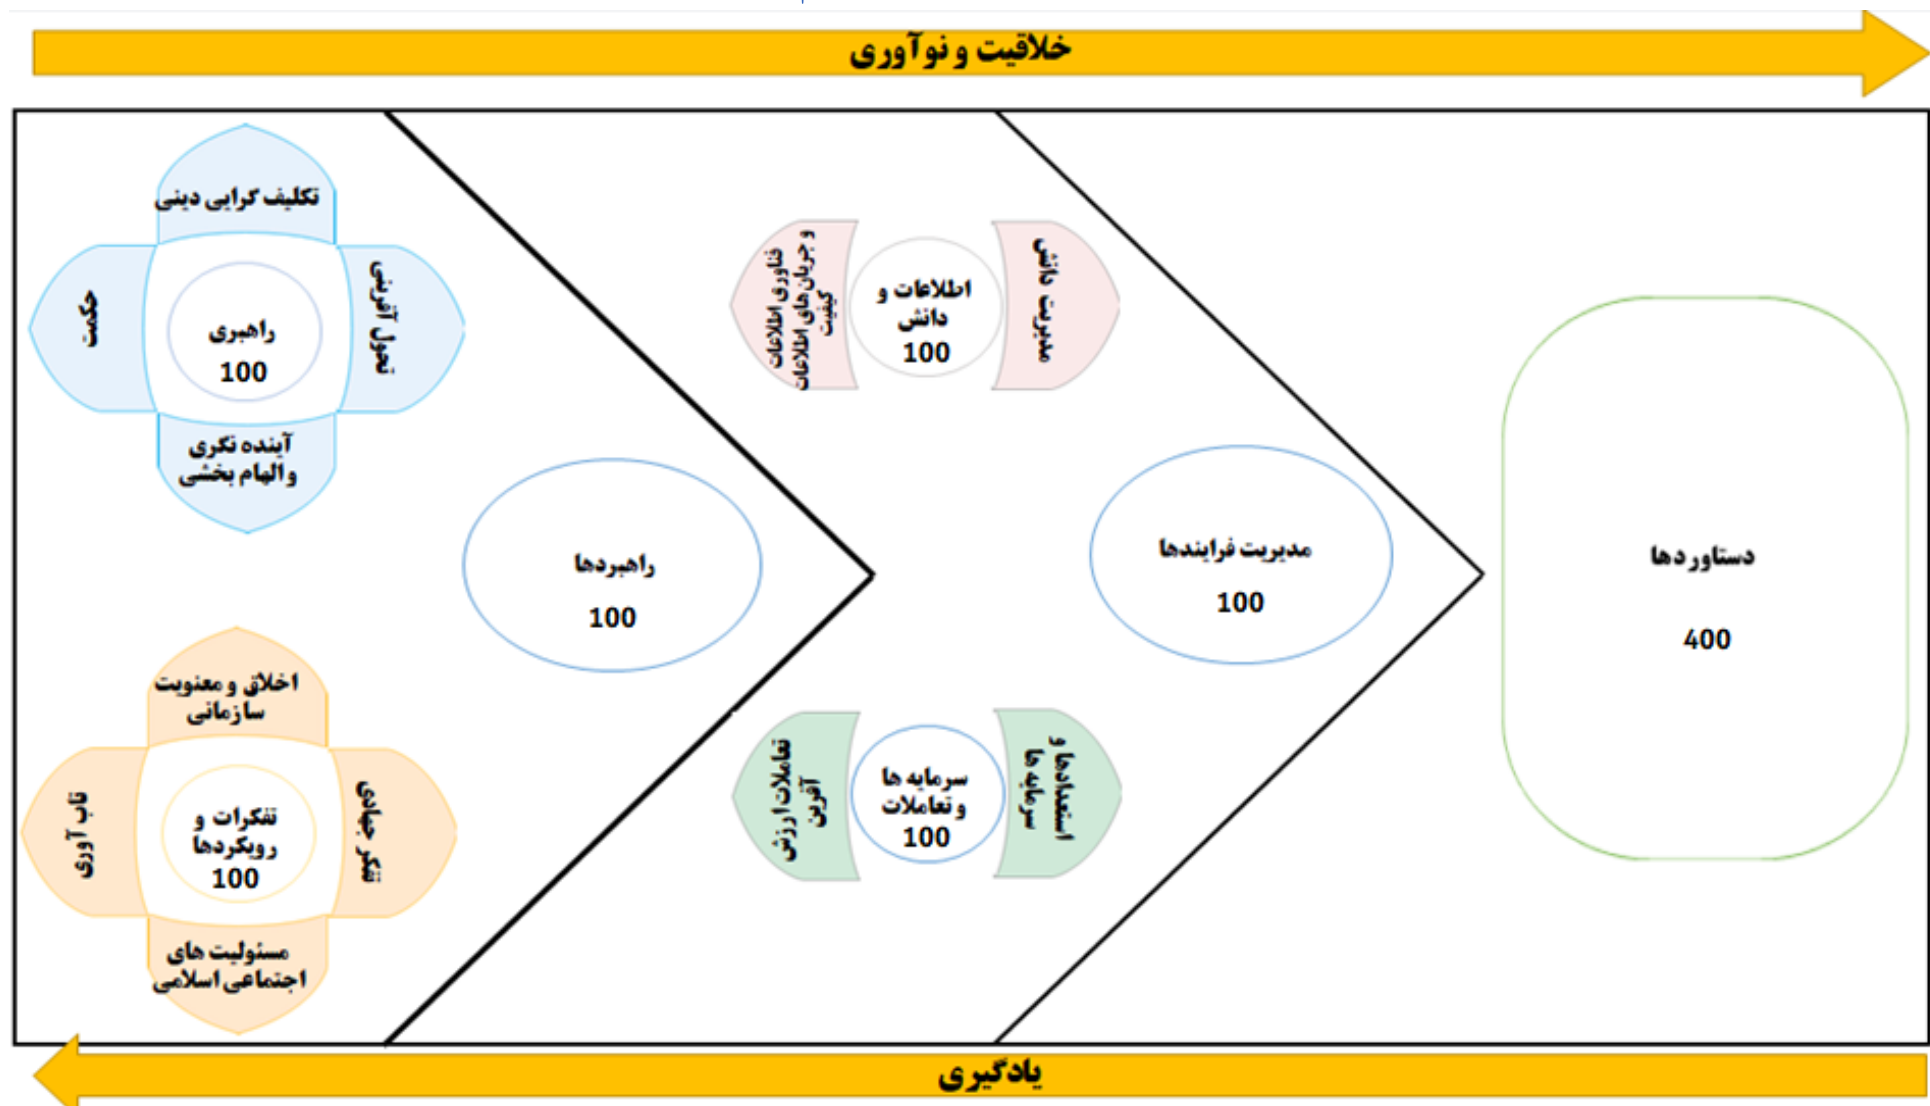 خلاقیت و نوآوری
تکلیف گرایی دینی
حکمت
راهبری
100
تحول آفرینی
آینده نگری
و الهام بخشی
اخلاق و معنویت
سازمانی
تاب آوری
تفکرات و
رویکردها
100
تفکر جهادی
مسئولیت های
اجتماعی اسلامی
راهبردها
100
فناوری اطلاعات
و جریان‌های اطلاعات
کیفیت
اطلاعات و
دانش
100
مدیریت دانش
تعاملات ارزش
آفرین
سرمایه ها
و تعاملات
100
استعدادها و
سرمایه ها
مدیریت فرایندها
100
دستاوردها
400
یادگیری